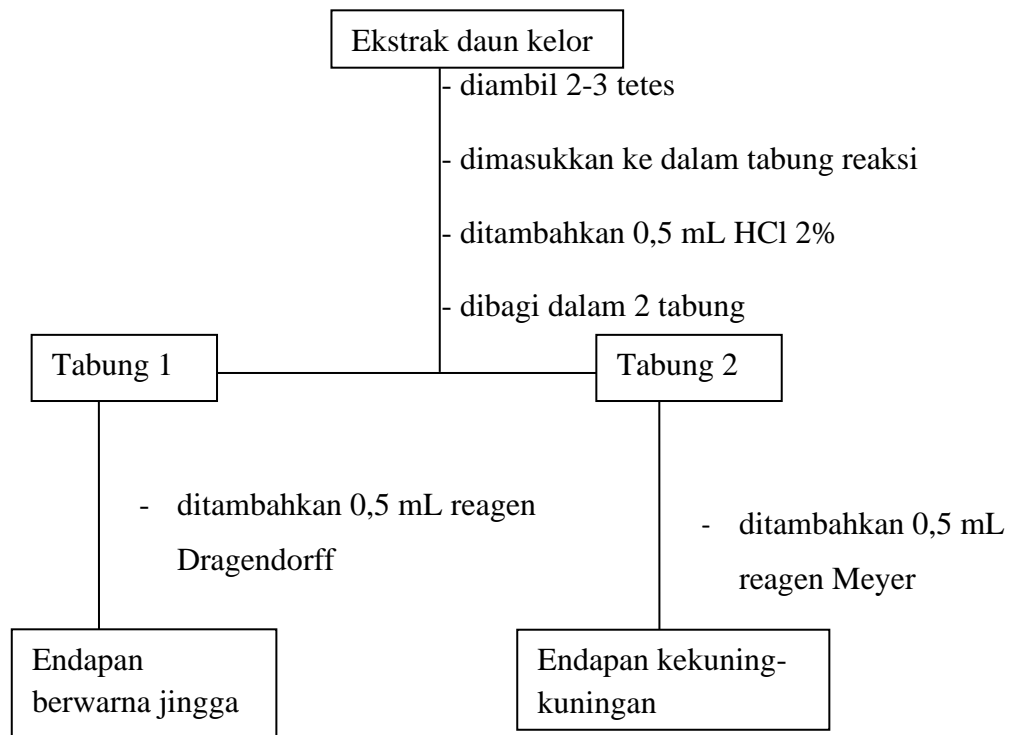 Ekstrak daun kelor
- diambil 2-3 tetes
- dimasukkan ke dalam tabung reaksi
- ditambahkan 0,5 mL HCl 2%
- dibagi dalam 2 tabung
Tabung 1
Tabung 2
- ditambahkan 0,5 mL reagen
Dragendorff
- ditambahkan 0,5 mL
reagen Meyer
Endapan
berwarna jingga
Endapan kekuning-
kuningan